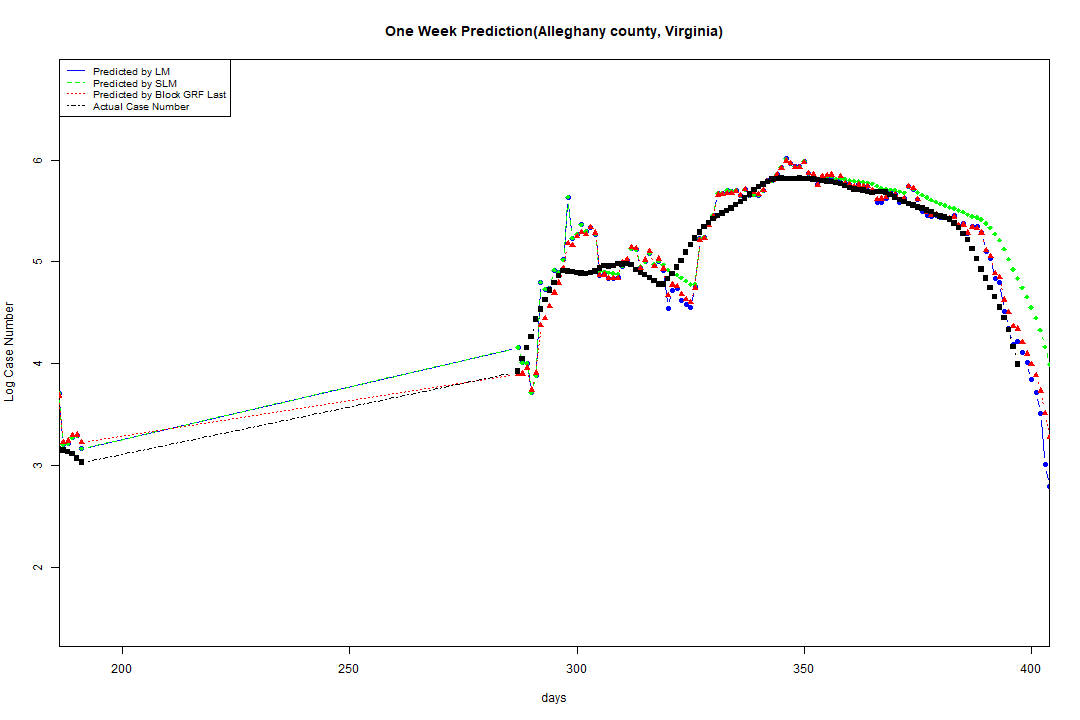 One Week Prediction(Alleghany county, Virginia)
Predicted by LM
Predicted by SLM
Predicted by Block GRF Last
Actual Case Number
6
5
4
3
2
Log Case Number
200 250 300 350 400
days